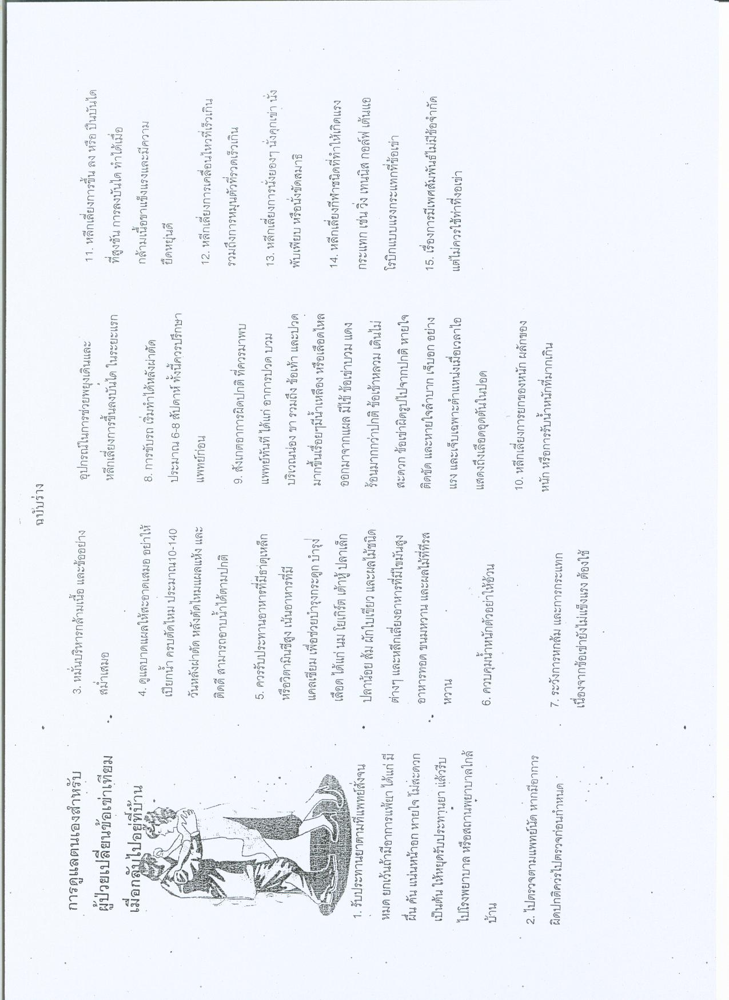 ฉบับร่าง
การดูแลตนเองสำหรับ
ผู้ป่วยเปลี่ยนข้อเข่าเทียม
เมื่อกลับไปอยู่ที่บ้าน
1. รับประทานยาตามที่แพทย์สั่งจน
หมด ยกเว้นถ้ามีอาการแพ้ยา ได้แก่ มี
ผื่น คัน แน่นหน้าอก หายใจ ไม่สะดวก
เป็นต้น ให้หยุดรับประทานยา แล้วรีบ
ไปโรงพยาบาล หรือสถานพยาบาลใกล้
บ้าน
2. ไปตรวจตามแพทย์นัด หากมีอาการ
ผิดปกติควรไปตรวจก่อนกำหนด
3. หมั่นบริหารกล้ามเนื้อ และข้ออย่าง
สม่ำเสมอ
4. ดูแลบาดแผลให้สะอาดเสมอ อย่าให้
เปียกน้ำ ครบตัดไหม ประมาณ10-140
วันหลังผ่าตัด หลังตัดไหมแผลแห้ง และ
ติดดี สามารถอาบน้ำได้ตามปกติ
5. ควรรับประทานอาหารที่มีธาตุเหล็ก
หรือวิตามินซีสูง เน้นอาหารที่มี
แคลเซียม เพื่อช่วยบำรุงกระดูก บำรุง
เลือด ได้แก่ นม โยเกิร์ต เต้าหู้ ปลาเล็ก
ปลาน้อย ส้ม ผักใบเขียว และผลไม้ชนิด
ต่างๆ และหลีกเลี่ยงอาหารที่มีไขมันสูง
อาหารทอด ขนมหวาน และผลไม้ที่ที่รส
หวาน
6. ควบคุมน้ำหนักตัวอย่าให้อ้วน
7. ระวังการหกล้ม และการกระแทก
เนื่องจากข้อเข่ายังไม่แข็งแรง ต้องใช้
อุปกรณ์ในการช่วยพยุงเดินและ
หลีกเลี่ยงการขึ้นลงบันได ในระยะแรก
8. การขับรถ เริ่มทำได้หลังผ่าตัด
ประมาณ 6-8 สัปดาห์ ทั้งนี้ควรปรึกษา
แพทย์ก่อน
9. สังเกตอาการผิดปกติ ที่ควรมาพบ
แพทย์ทันที ได้แก่ อาการปวด บวม
บริเวณน่อง ขา รวมถึง ข้อเท้า และปวด
มากขึ้นเรื่อยๆมีน้ำเหลือง หรือเลือดไหล
ออกมาจากแผล มีไข้ ข้อเข่าบวม แดง
ร้อนมากกว่าปกติ ข้อเข้าหลวม เดินไม่
สะดวก ข้อเข่าผิดรูปไปจากปกติ หายใจ
ติดขัด และหายใจลำบาก เจ็บอก อย่าง
แรง และเจ็บเฉพาะตำแหน่งเมื่อเวลาไอ
แสดงถึงเลือดอุดตันในปอด
10. หลีกเลี่ยงการยกของหนัก ผลักของ
หนัก หรือการรับน้ำหนักที่มากเกิน
11. หลีกเลี่ยงการขึ้น ลง หรือ ปีนบันได
ที่สูงชัน การลงบันได ทำได้เมื่อ
กล้ามเนื้อขาแข็งแรงและมีความ
ยืดหยุ่นดี
12. หลีกเลี่ยงการเคลื่อนไหวที่เร็วเกิน
รวมถึงการหมุนตัวที่รวดเร็วเกิน
13. หลีกเลี่ยงการนั่งยองๆ นั่งคุกเข่า นั่ง
พับเพียบ หรือนั่งขัดสมาธิ
14. หลีกเลี่ยงกีฬาชนิดที่ทำให้เกิดแรง
กระแทก เช่น วิ่ง เทนนิส กอล์ฟ เต้นแอ
โรบิกแบบแรงกระแทกที่ข้อเข่า
15. เรื่องการมีเพศสัมพันธ์ไม่มีข้อจำกัด
แต่ไม่ควรใช้ท่าที่งอเข่า